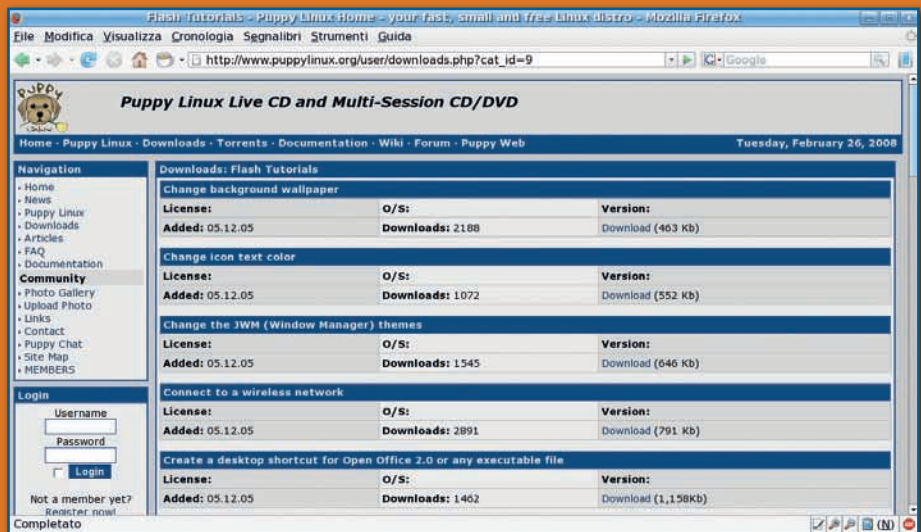 Flash Tutorials - Puppy Linux Home - your fast, small and free Linux distro - Mozilla Firefox
File Modifica Visualizza Cronologia Segnalibri Strumenti Guida
http://www.puppylinux.org/user/downloads.php?cat_id=9
Google
PUPPY
Puppy Linux Live CD and Multi-Session CD/DVD
Home · Puppy Linux · Downloads · Torrents · Documentation · Wiki · Forum · Puppy Web Tuesday, February 26, 2008
Navigation
Home
News
Puppy Linux
Downloads
Articles
FAQ
Documentation
Community
Photo Gallery
Upload Photo
Links
Contact
Puppy Chat
Site Map
MEMBERS
Login
Username
Password
Login
Not a member yet?
Register now!
Downloads: Flash Tutorials
Change background wallpaper
License: O/S: Version:
Added: 05.12.05 Downloads: 2188 Download (463 Kb)
Change icon text color
License: O/S: Version:
Added: 05.12.05 Downloads: 1072 Download (552 Kb)
Change the JWM (Window Manager) themes
License: O/S: Version:
Added: 05.12.05 Downloads: 1545 Download (646 Kb)
Connect to a wireless network
License: O/S: Version:
Added: 05.12.05 Downloads: 2891 Download (791 Kb)
Create a desktop shortcut for Open Office 2.0 or any executable file
License: O/S: Version:
Added: 05.12.05 Downloads: 1462 Download (1,158Kb)
Completato
(N)